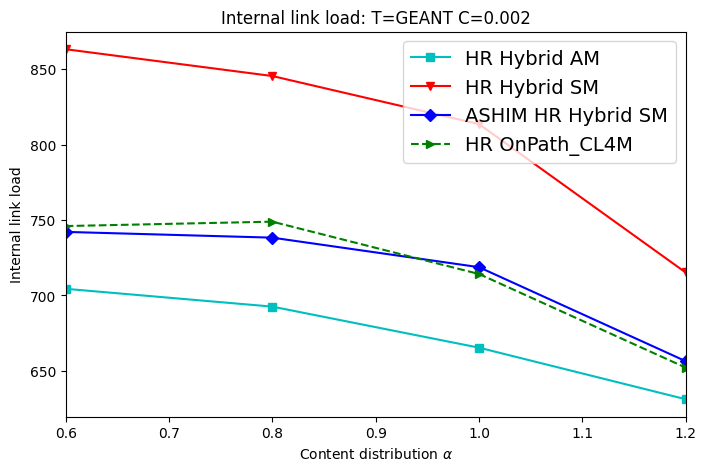 Internal link load: T=GEANT C=0.002
HR Hybrid AM
HR Hybrid SM
ASHIM HR Hybrid SM
HR OnPath_CL4M
Internal link load
850
800
750
700
650
0.6 0.7 0.8 0.9 1.0 1.1 1.2
Content distribution α